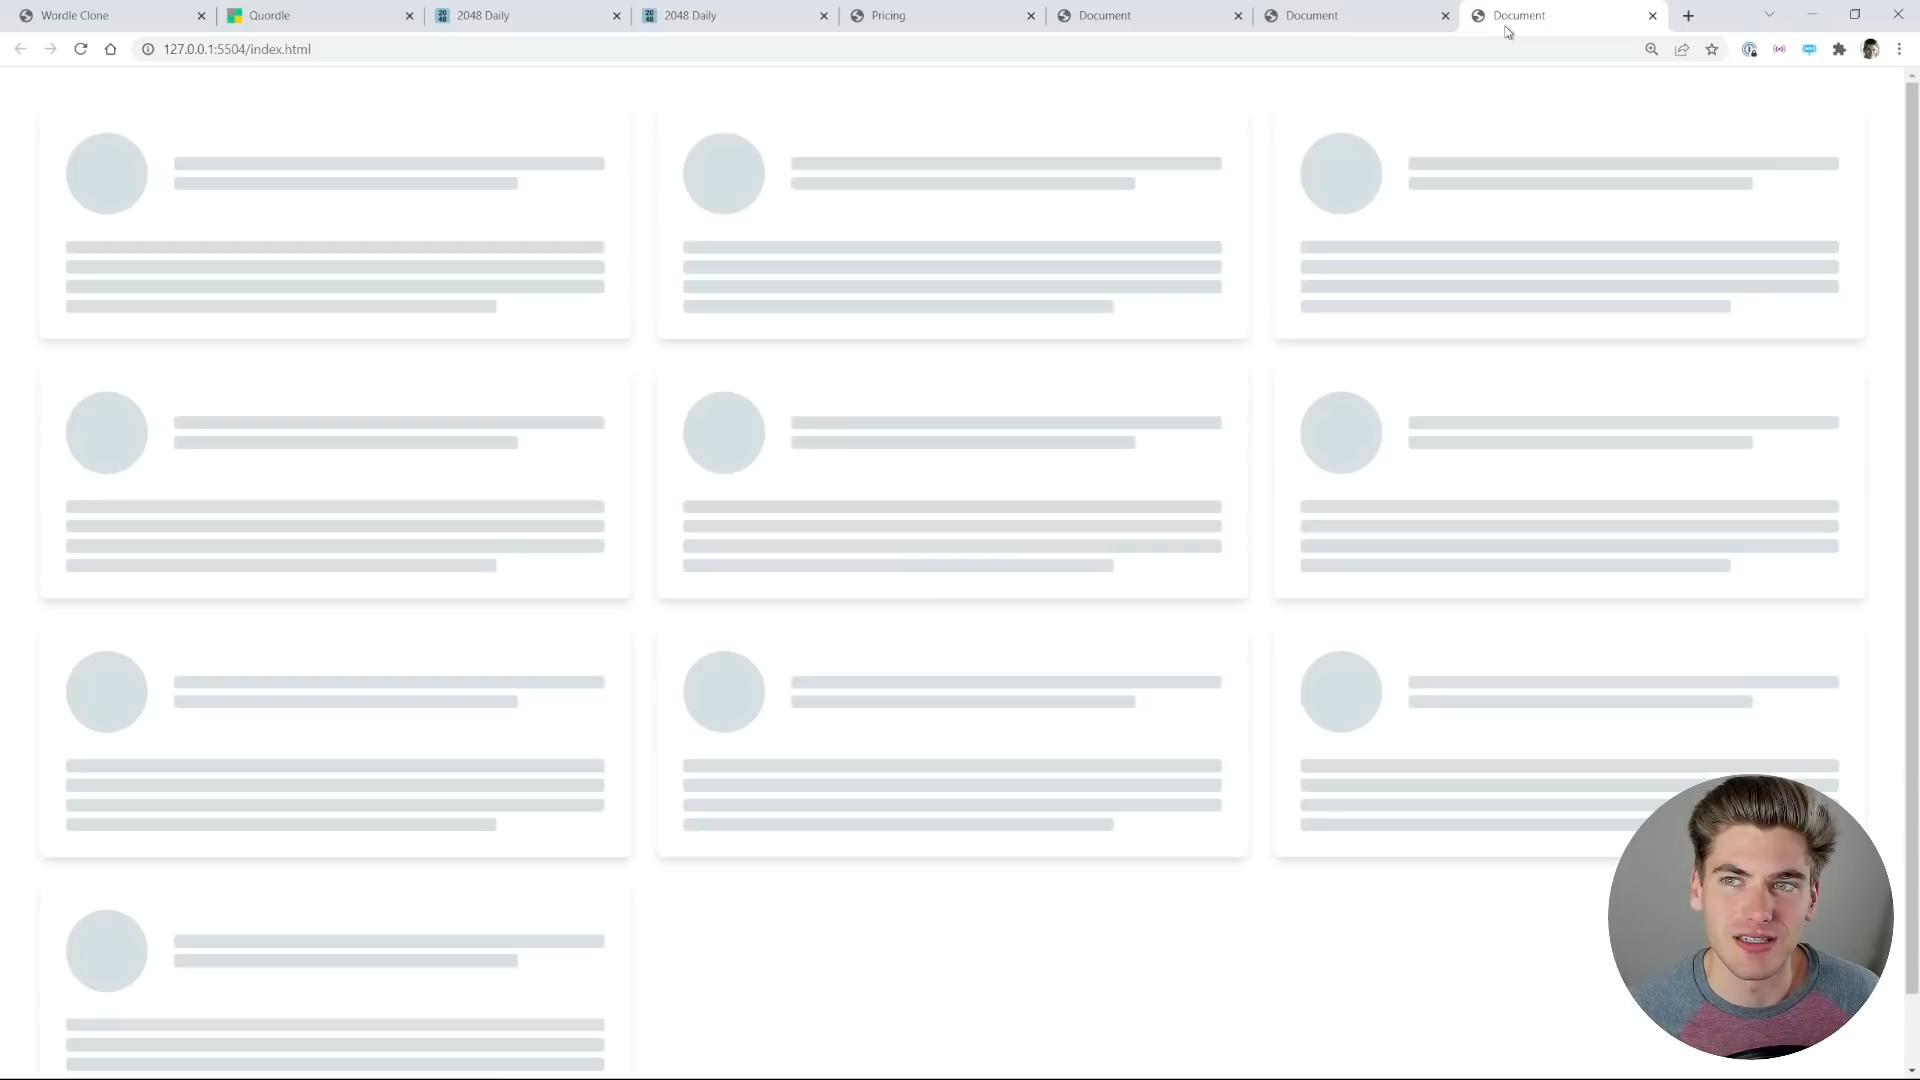 Wordle Clone
Quordle
2048 Daily
2048 Daily
Pricing
Document
Document
Document
127.0.0.1:5504/index.html